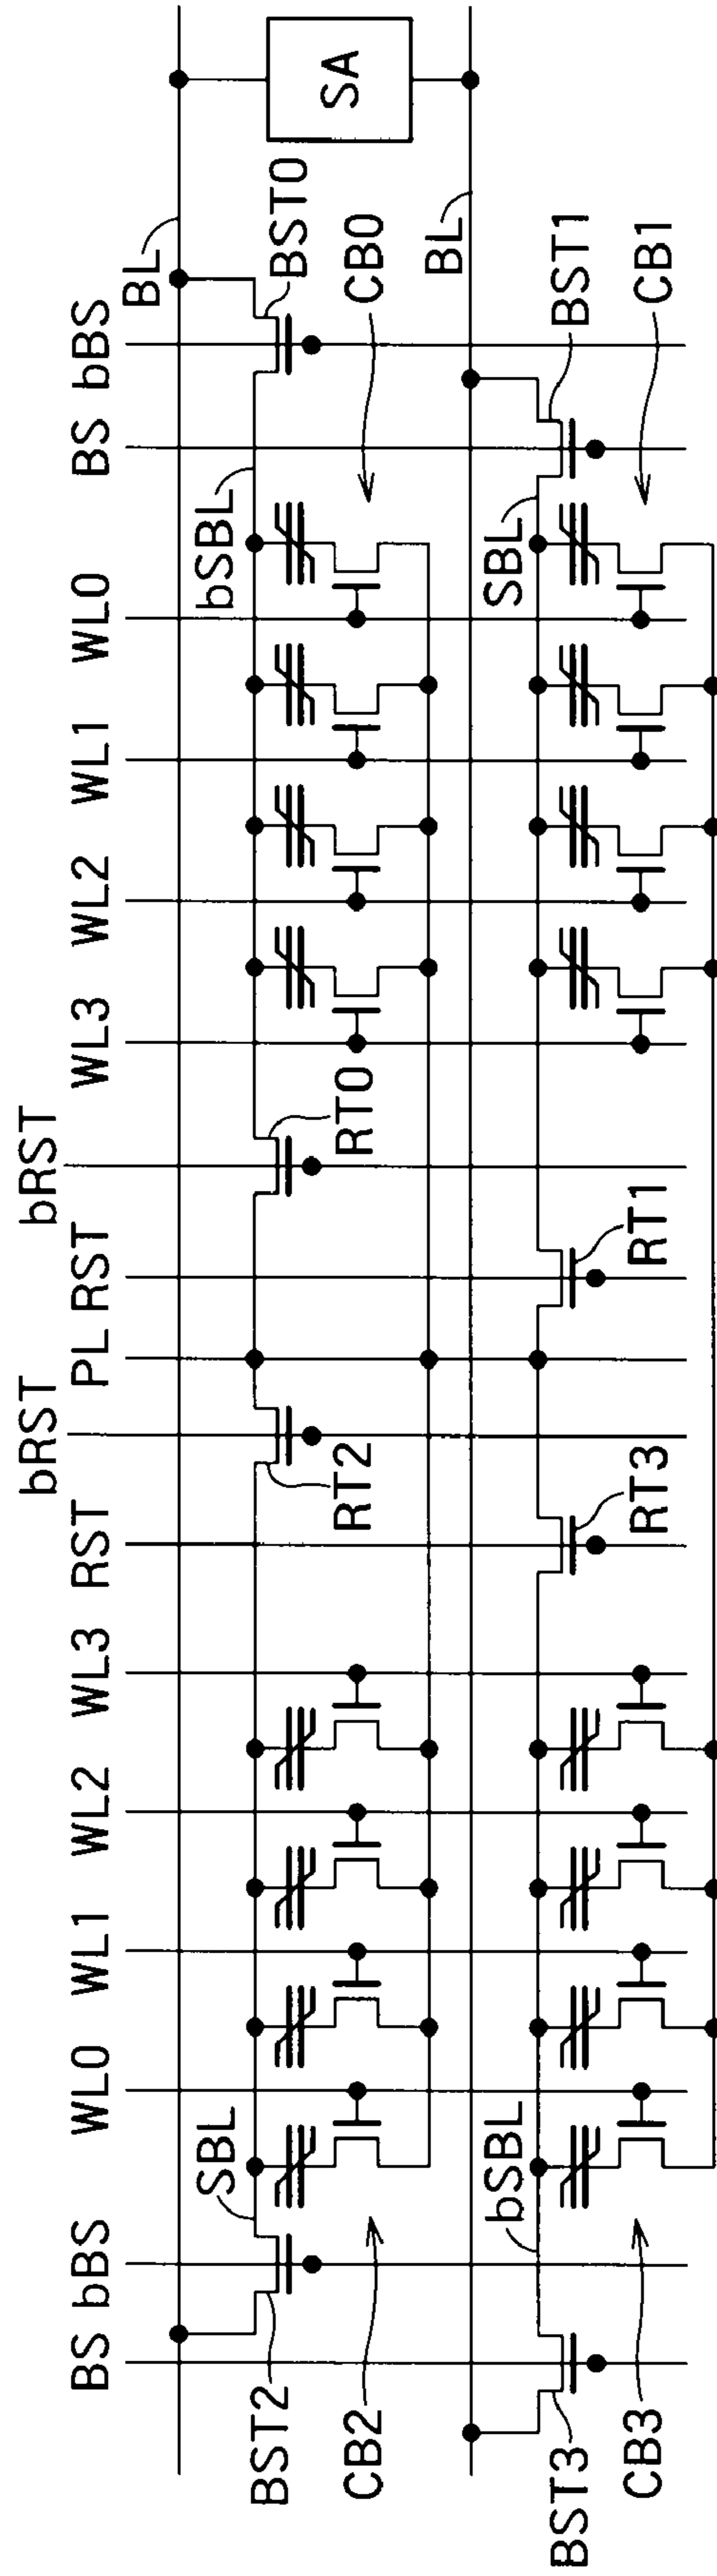 BS bBS WL0 WL1 WL2 WL3 RST bRST PL RST bRST WL3 WL2 WL1 WL0 BS bBS
BL
SBL
bSBL
BST2
RT2
RT0
BST0
SA
CB2
CB0
BL
bSBL
SBL
BST3
RT3
RT1
BST1
CB3
CB1